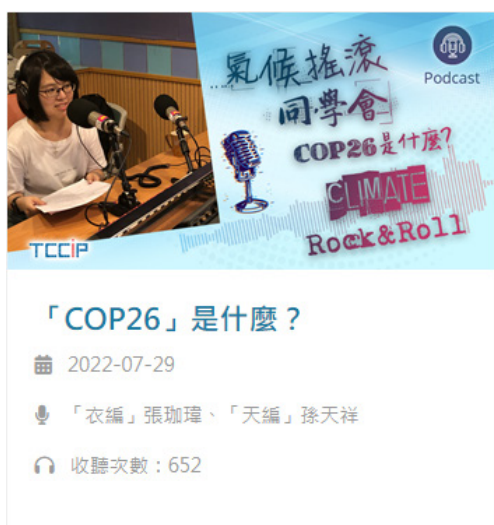 氣候搖滾
同學會
Podcast
COP26是什麼?
CLIMATE
Rock&Roll
TCCIP
「COP26」是什麼？
2022-07-29
「衣編」張珈瑋、「天編」孫天祥
收聽次數：652